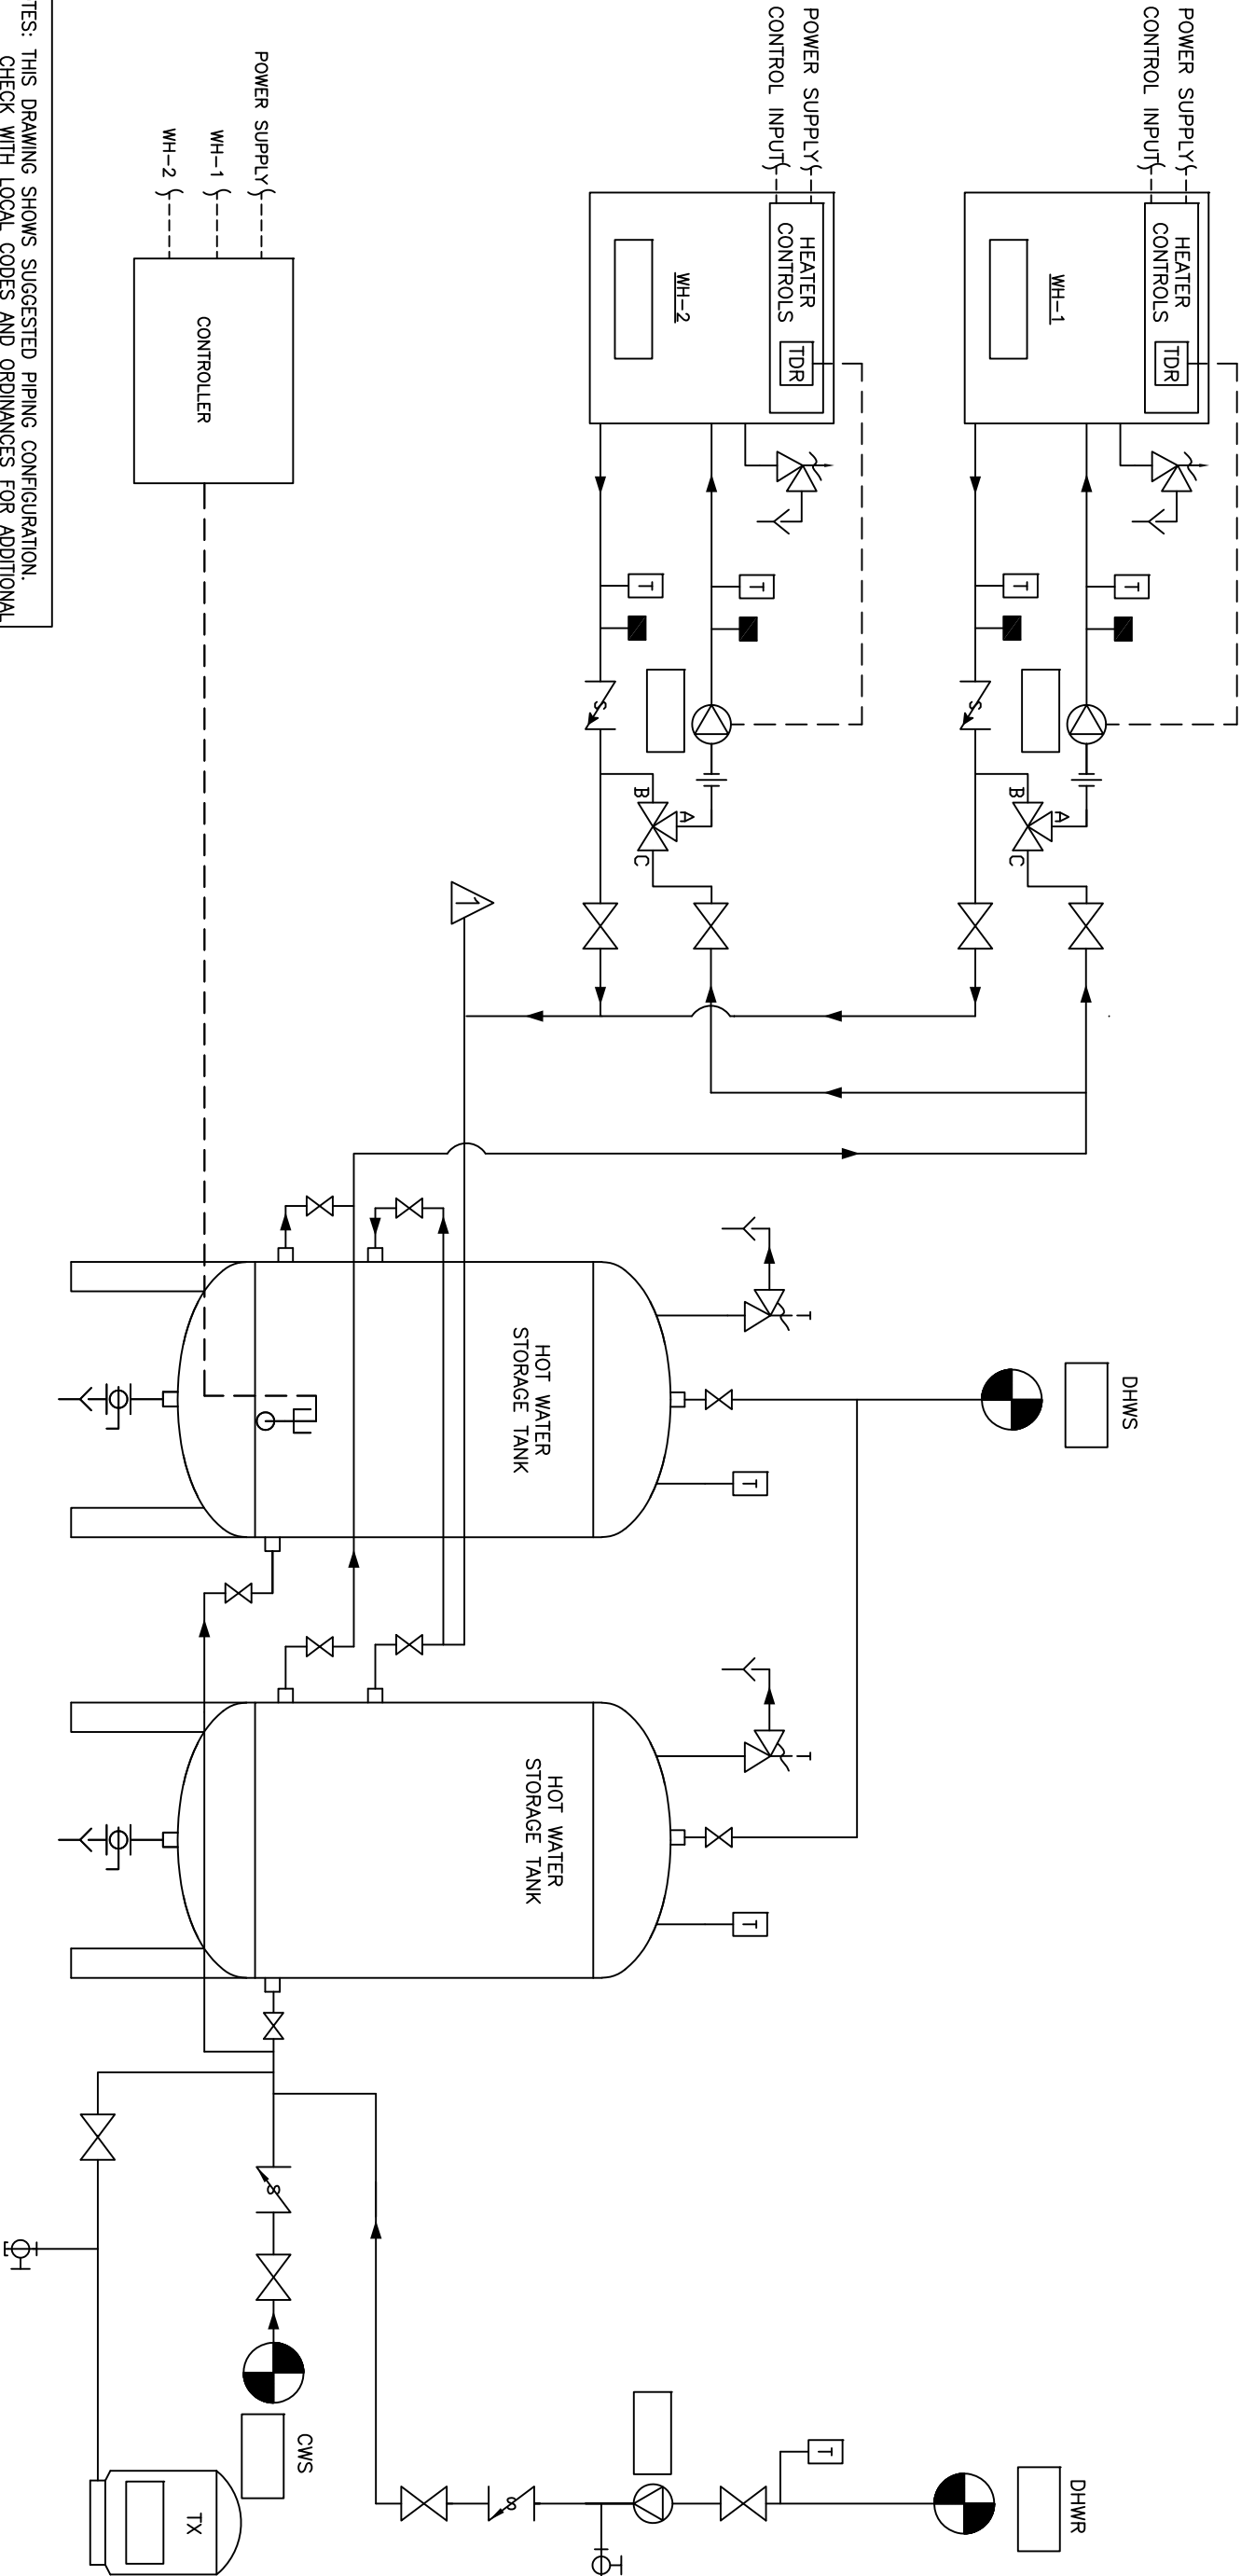 POWER SUPPLY
CONTROL INPUT
HEATER
CONTROLS
TDR
WH-1
T
T
S
A
B
C
POWER SUPPLY
CONTROL INPUT
HEATER
CONTROLS
TDR
WH-2
T
T
S
A
B
C
1
DHWS
T
T
HOT WATER
STORAGE TANK
T
T
HOT WATER
STORAGE TANK
DHWR
T
S
CWS
S
TX
POWER SUPPLY
WH-1
WH-2
CONTROLLER
TES: THIS DRAWING SHOWS SUGGESTED PIPING CONFIGURATION.
CHECK WITH LOCAL CODES AND ORDINANCES FOR ADDITIONAL